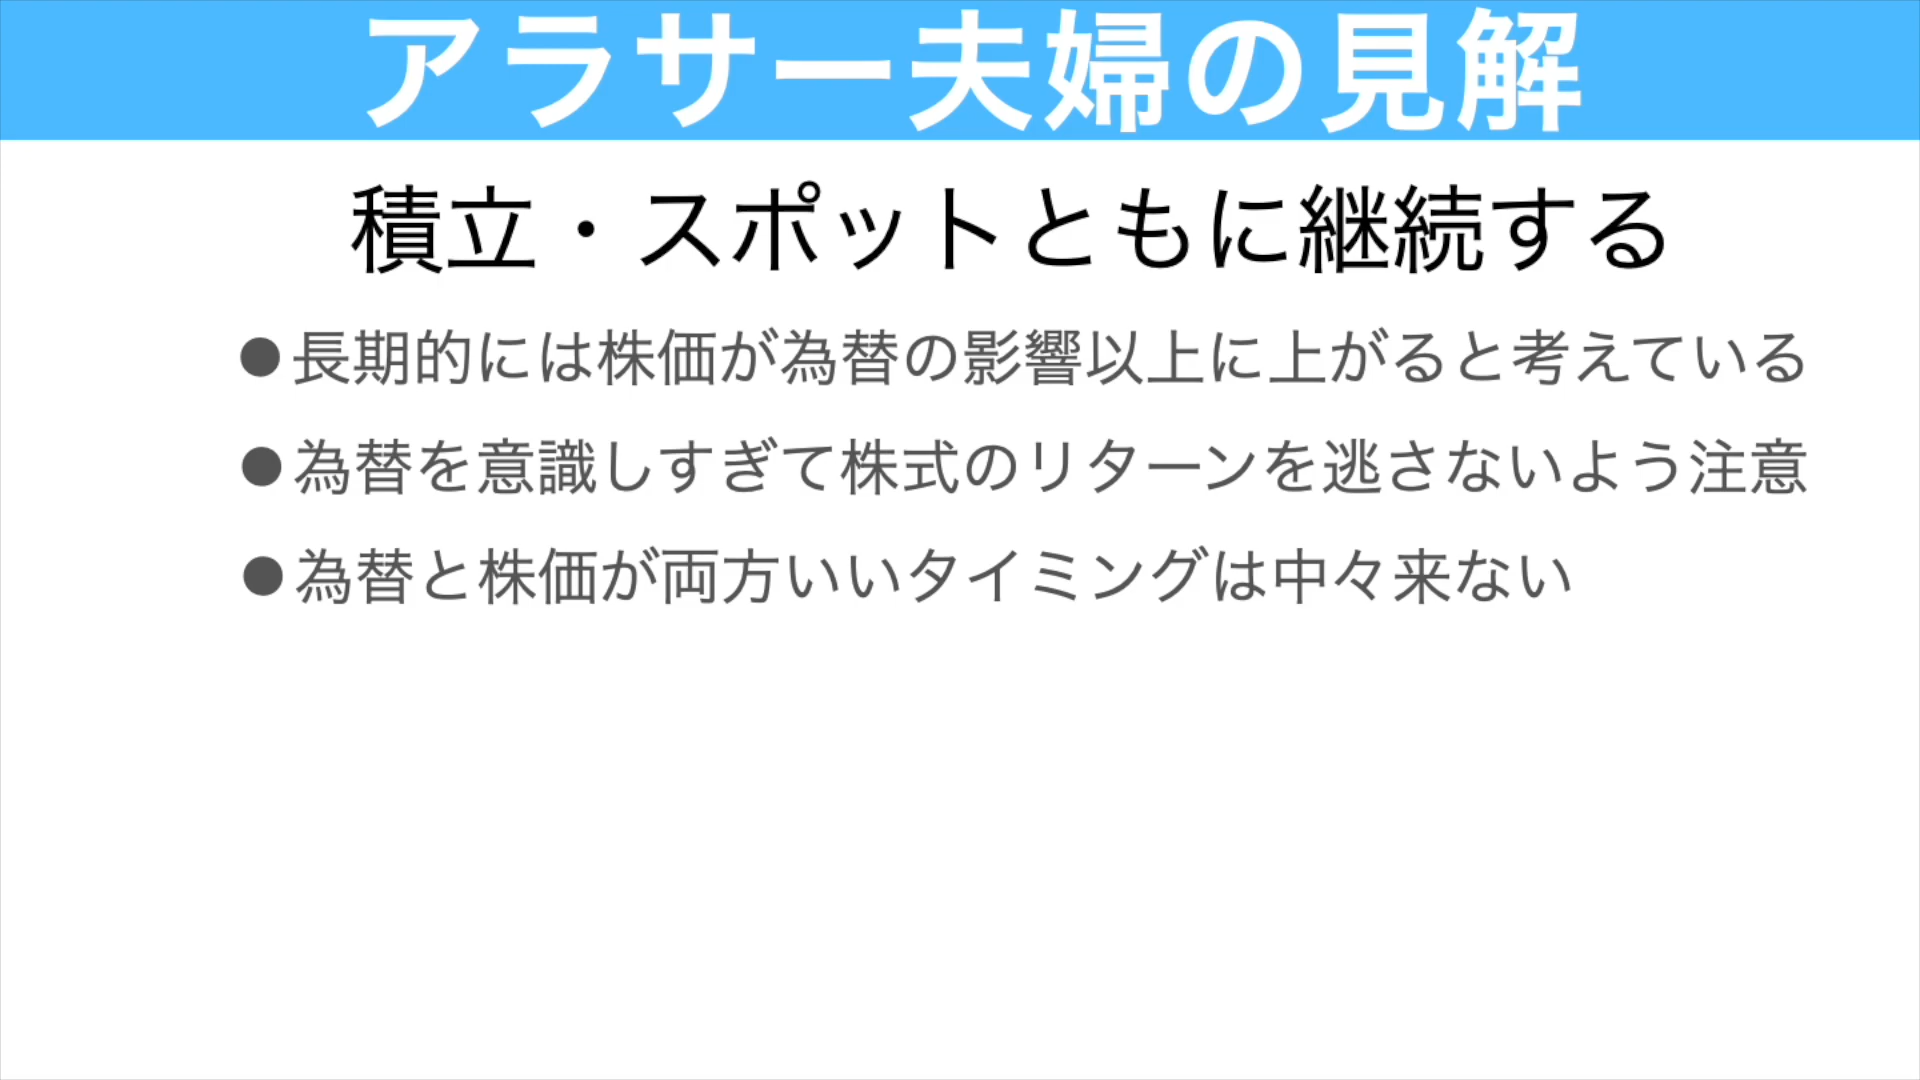 アラサー夫婦の見解
積立・スポットともに継続する
●長期的には株価が為替の影響以上に上がると考えている
●為替を意識しすぎて株式のリターンを逃さないよう注意
●為替と株価が両方いいタイミングは中々来ない